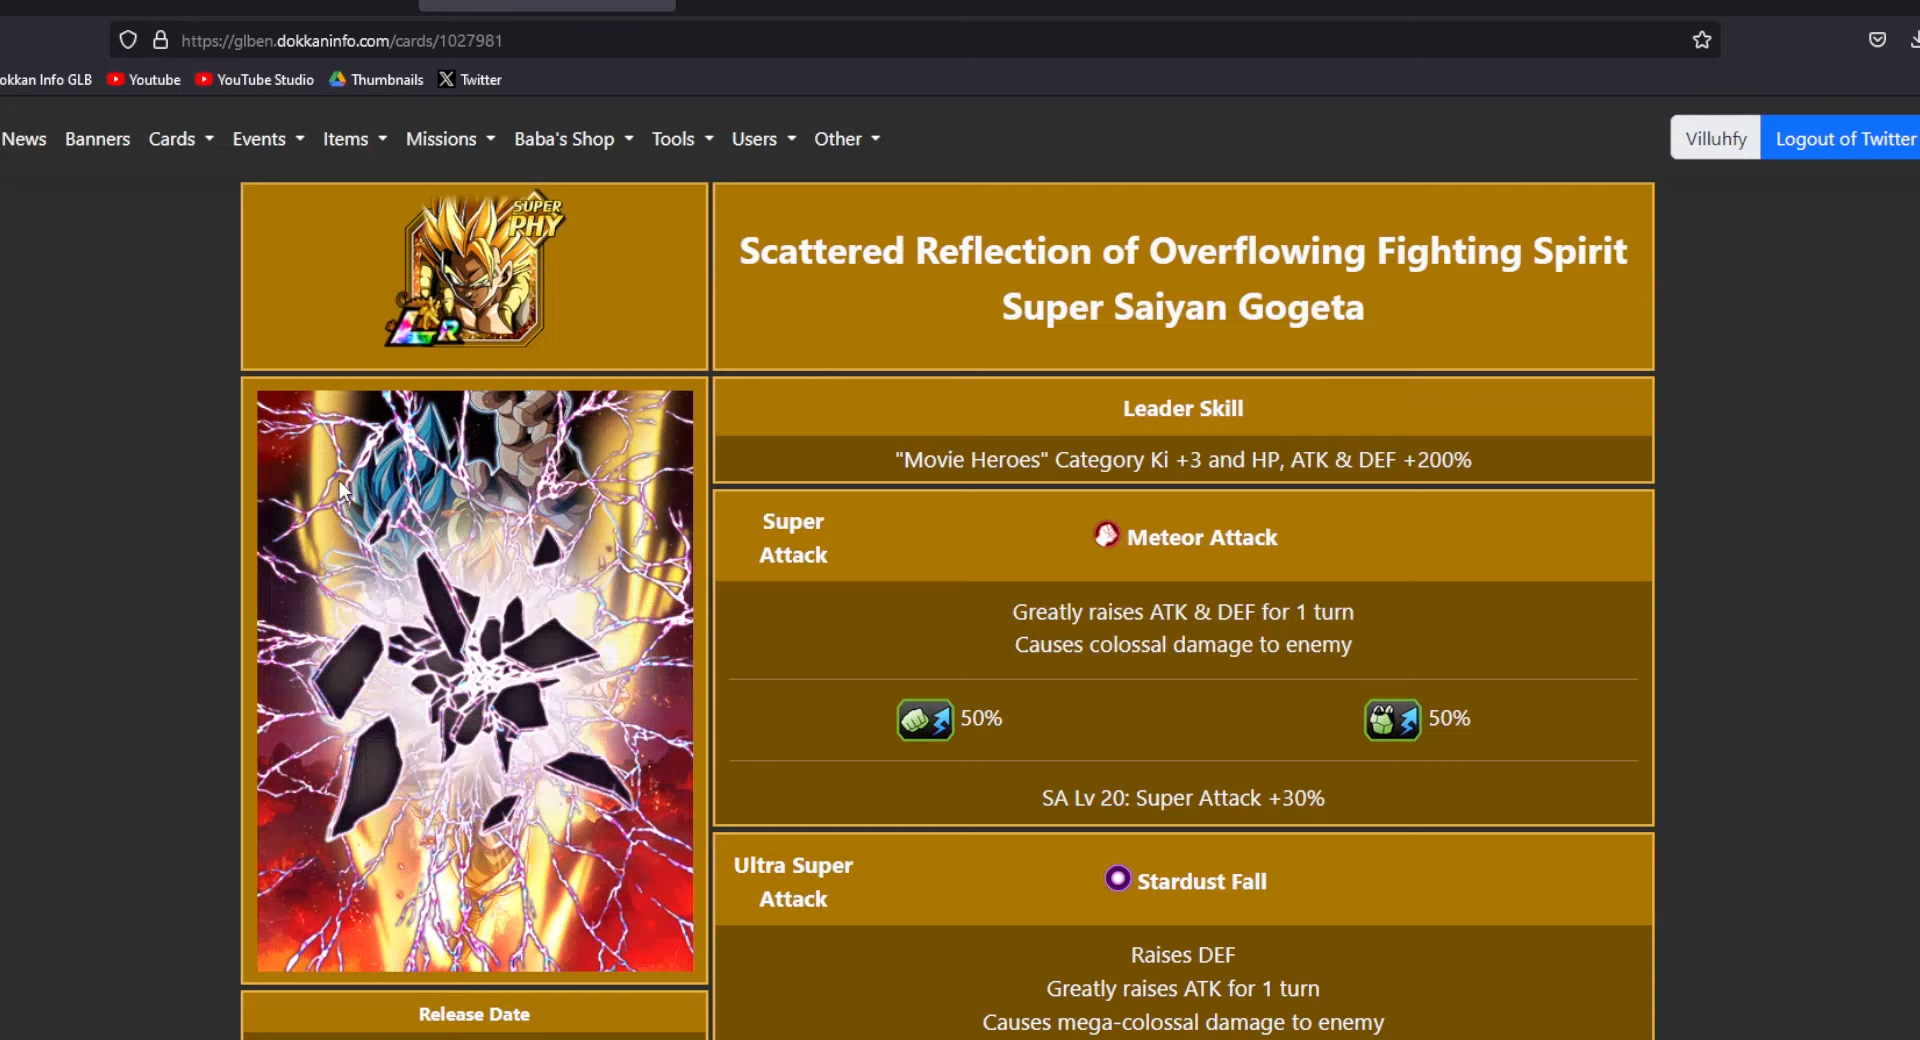 https://glben.dokkaninfo.com/cards/1027981
okkan Info GLB Youtube YouTube Studio Thumbnails X Twitter
News Banners Cards Events Items Missions Baba's Shop Tools Users Other Villuhfy Logout of Twitter
SUPER
PHY
LR
Scattered Reflection of Overflowing Fighting Spirit
Super Saiyan Gogeta
Leader Skill
"Movie Heroes" Category Ki +3 and HP, ATK & DEF +200%
Super
Attack
Meteor Attack
Greatly raises ATK & DEF for 1 turn
Causes colossal damage to enemy
50% 50%
SA Lv 20: Super Attack +30%
Ultra Super
Attack
Stardust Fall
Raises DEF
Greatly raises ATK for 1 turn
Causes mega-colossal damage to enemy
Release Date